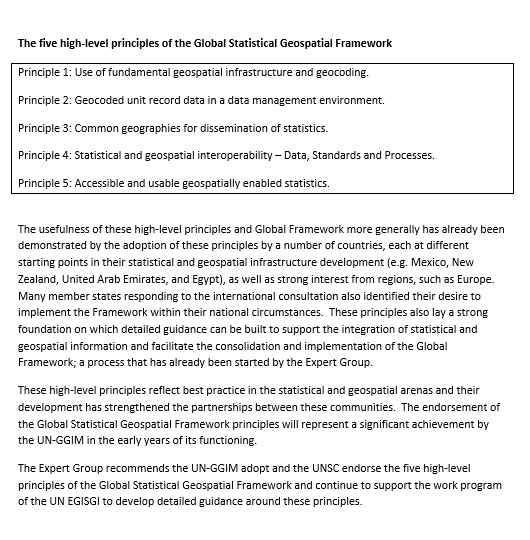 The five high-level principles of the Global Statistical Geospatial Framework
Principle 1: Use of fundamental geospatial infrastructure and geocoding.
Principle 2: Geocoded unit record data in a data management environment.
Principle 3: Common geographies for dissemination of statistics.
Principle 4: Statistical and geospatial interoperability – Data, Standards and Processes.
Principle 5: Accessible and usable geospatially enabled statistics.
The usefulness of these high-level principles and Global Framework more generally has already been
demonstrated by the adoption of these principles by a number of countries, each at different
starting points in their statistical and geospatial infrastructure development (e.g. Mexico, New
Zealand, United Arab Emirates, and Egypt), as well as strong interest from regions, such as Europe.
Many member states responding to the international consultation also identified their desire to
implement the Framework within their national circumstances.  These principles also lay a strong
foundation on which detailed guidance can be built to support the integration of statistical and
geospatial information and facilitate the consolidation and implementation of the Global
Framework; a process that has already been started by the Expert Group.
These high-level principles reflect best practice in the statistical and geospatial arenas and their
development has strengthened the partnerships between these communities.  The endorsement of
the Global Statistical Geospatial Framework principles will represent a significant achievement by
the UN-GGIM in the early years of its functioning.
The Expert Group recommends the UN-GGIM adopt and the UNSC endorse the five high-level
principles of the Global Statistical Geospatial Framework and continue to support the work program
of the UN EGISGI to develop detailed guidance around these principles.